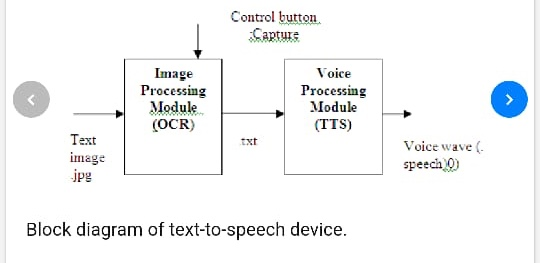 Control button
:Capture
Image
Processing
Module
(OCR)
Voice
Processing
Module
(TTS)
Text
image
.jpg
.txt
Voice wave (.
speech)0)
Block diagram of text-to-speech device.